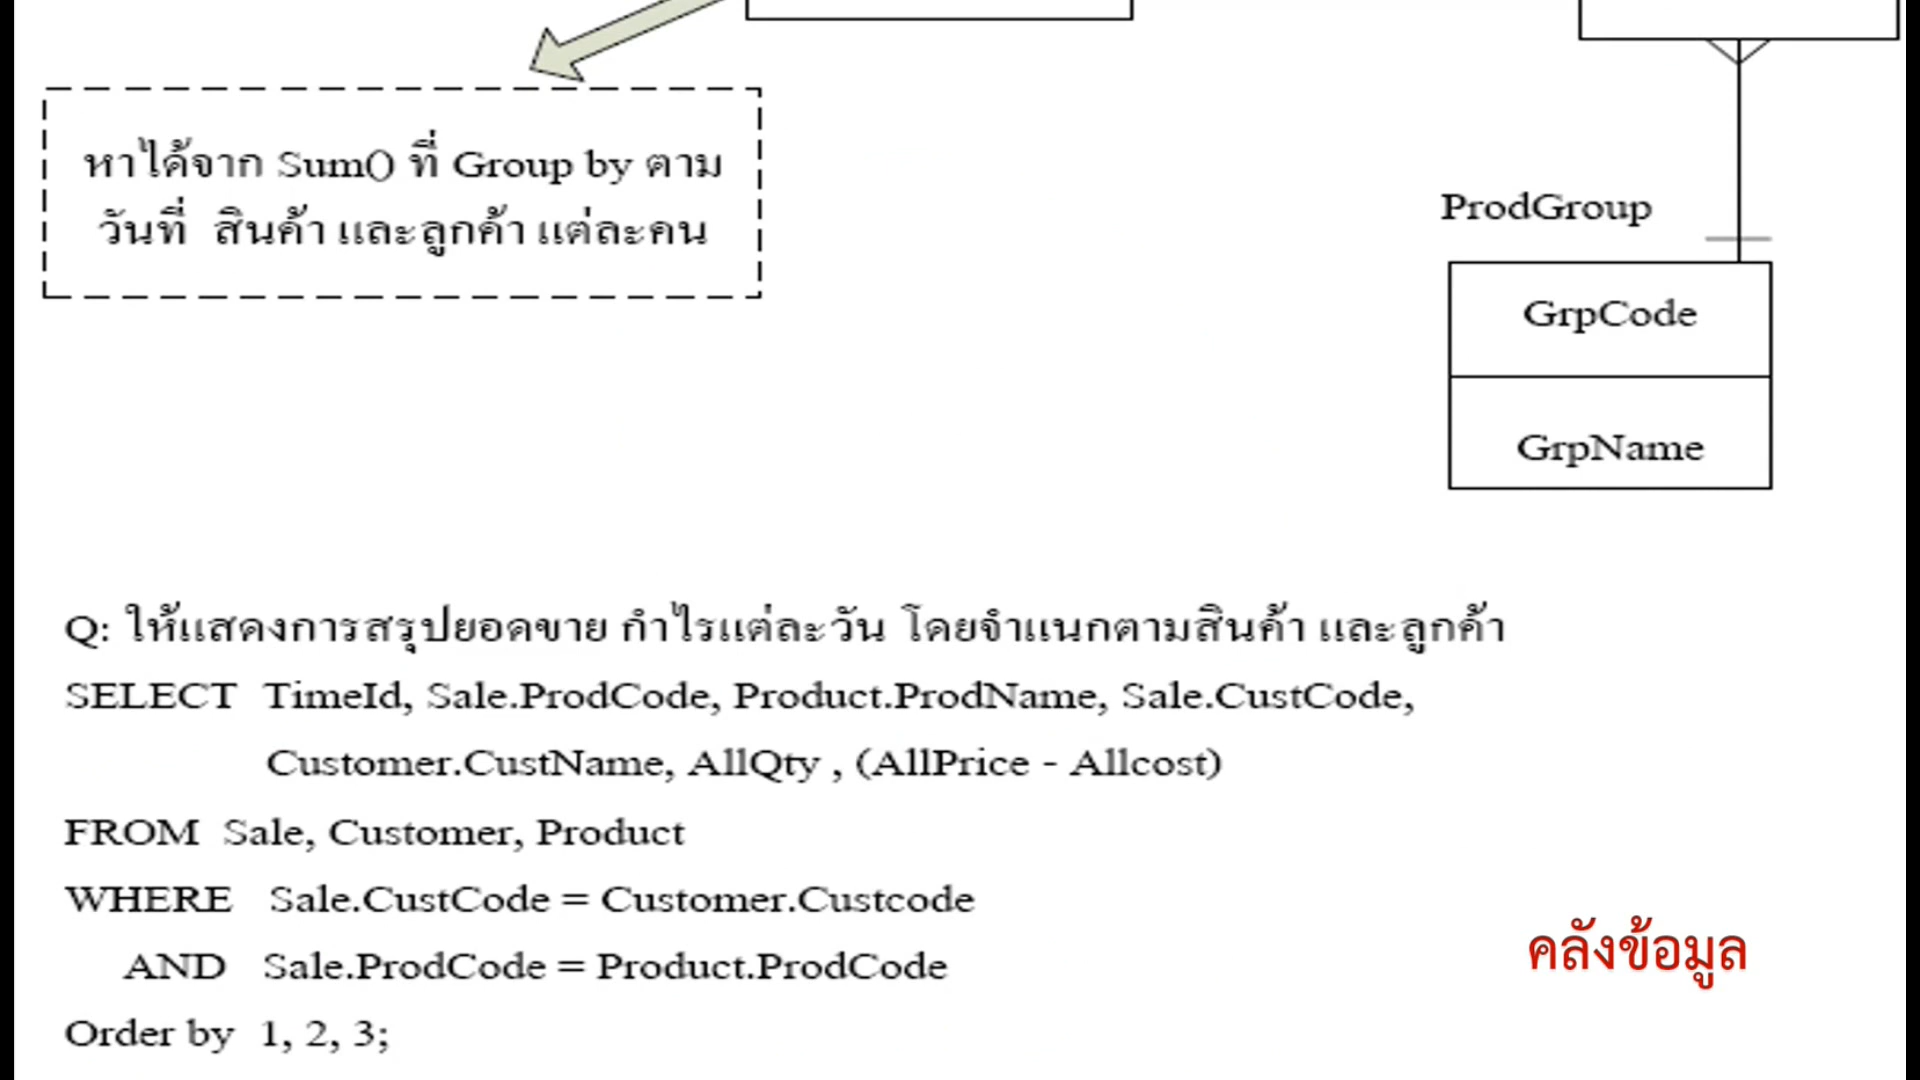 หาได้จาก Sum() ที่ Group by ตาม
วันที่ สินค้า และลูกค้า แต่ละคน
ProdGroup
GrpCode
GrpName
Q: ให้แสดงการสรุปยอดขาย กำไรแต่ละวัน โดยจำแนกตามสินค้า และลูกค้า
SELECT TimeId, Sale.ProdCode, Product.ProdName, Sale.CustCode,
Customer.CustName, AllQty , (AllPrice - Allcost)
FROM Sale, Customer, Product
WHERE Sale.CustCode = Customer.Custcode
AND Sale.ProdCode = Product.ProdCode
Order by 1, 2, 3;
คลังข้อมูล